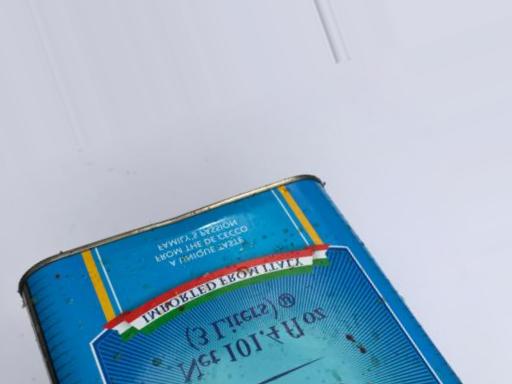 Net 101.4 fl oz
(3 Liters)®
IMPORTED FROM ITALY
A UNIQUE TASTE
FROM THE DE CECCO
FAMILY'S PASSION